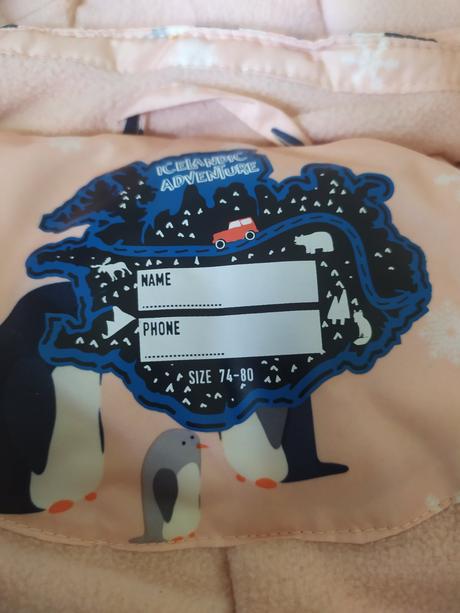 ICELANDIC
ADVENTURE
NAME
PHONE
SIZE 74-80